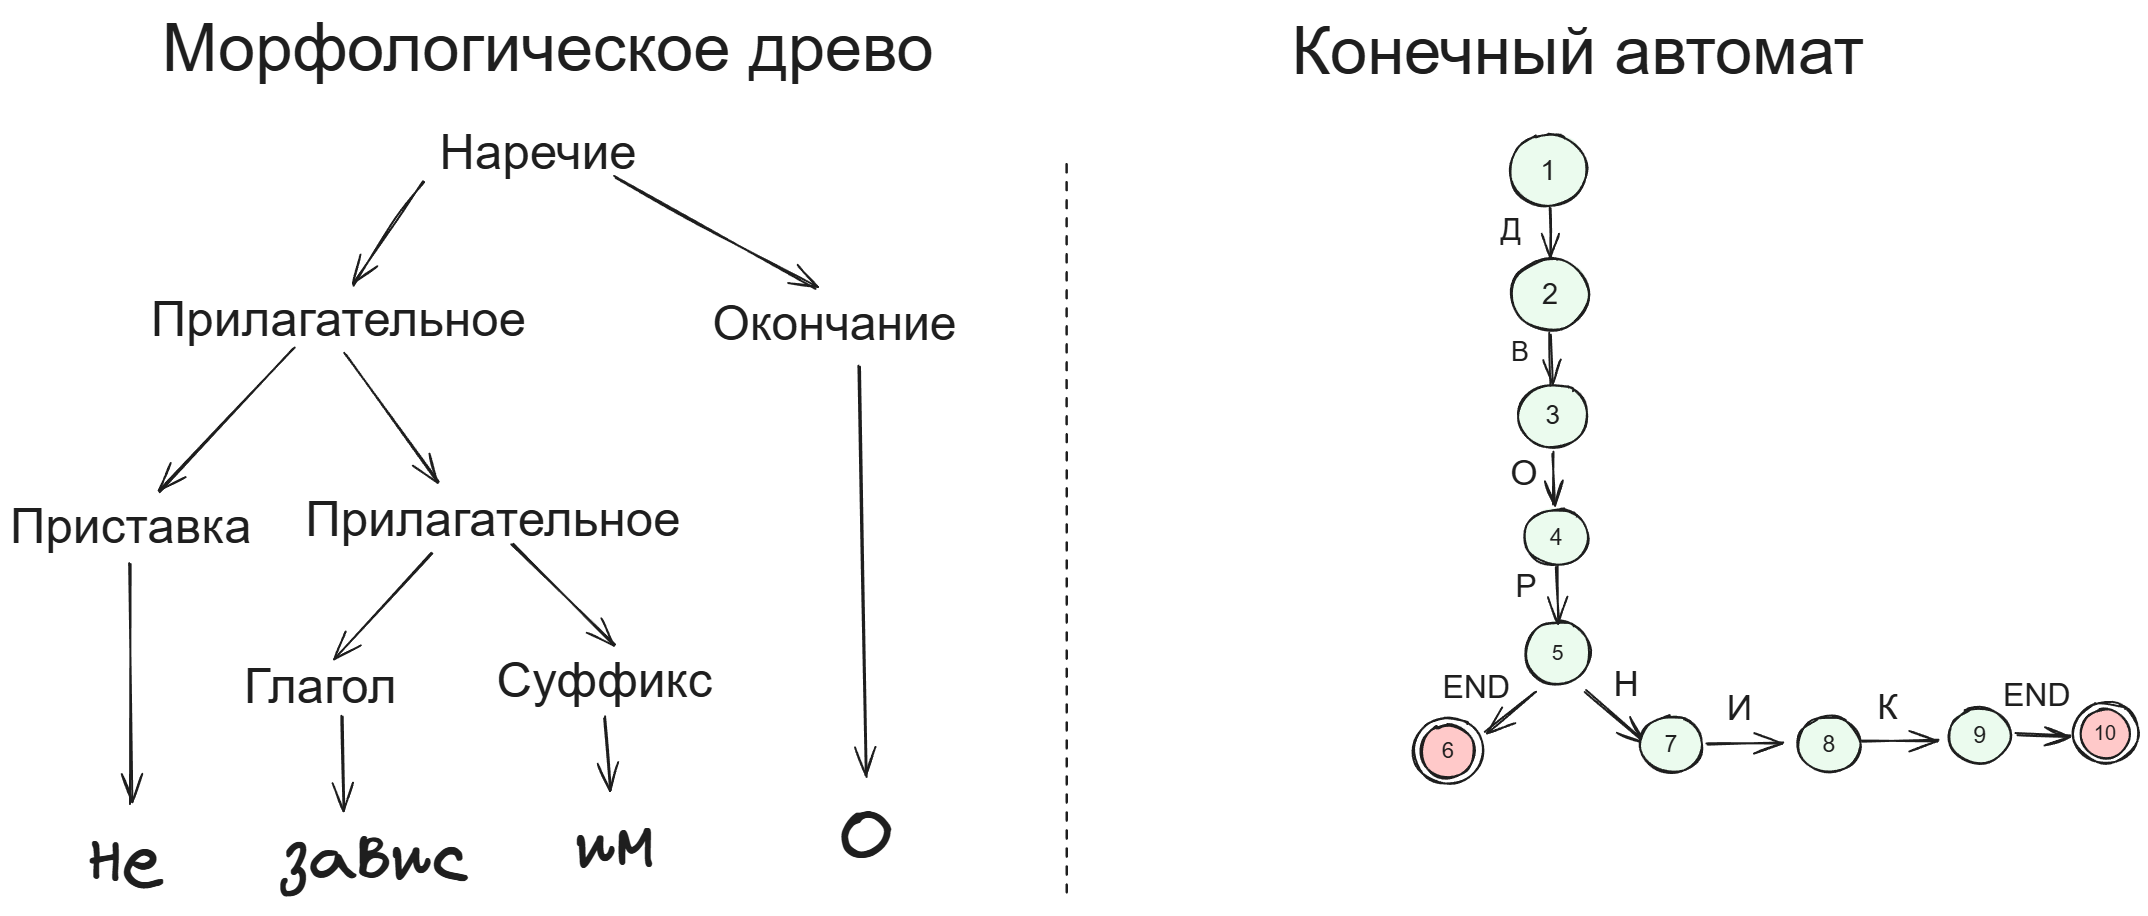 Морфологическое древо
Наречие
Прилагательное
Окончание
Приставка
Прилагательное
Глагол
Суффикс
не
завис
им
о
Конечный автомат
1
Д
2
В
3
О
4
Р
5
END
Н
6
7
И
8
К
9
END
10